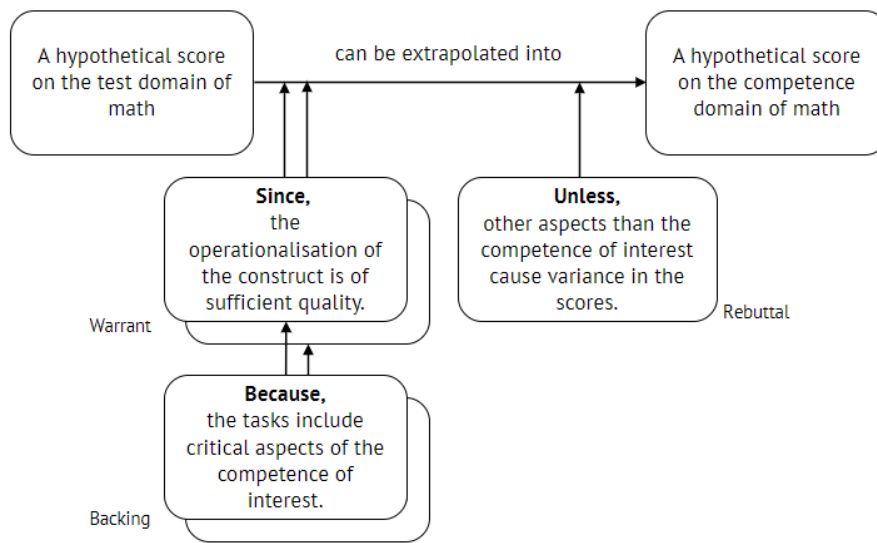 A hypothetical score
on the test domain of
math
can be extrapolated into
A hypothetical score
on the competence
domain of math
Since,
the
operationalisation of
the construct is of
sufficient quality.
Warrant
Unless,
other aspects than the
competence of interest
cause variance in the
scores.
Rebuttal
Because,
the tasks include
critical aspects of the
competence of
interest.
Backing